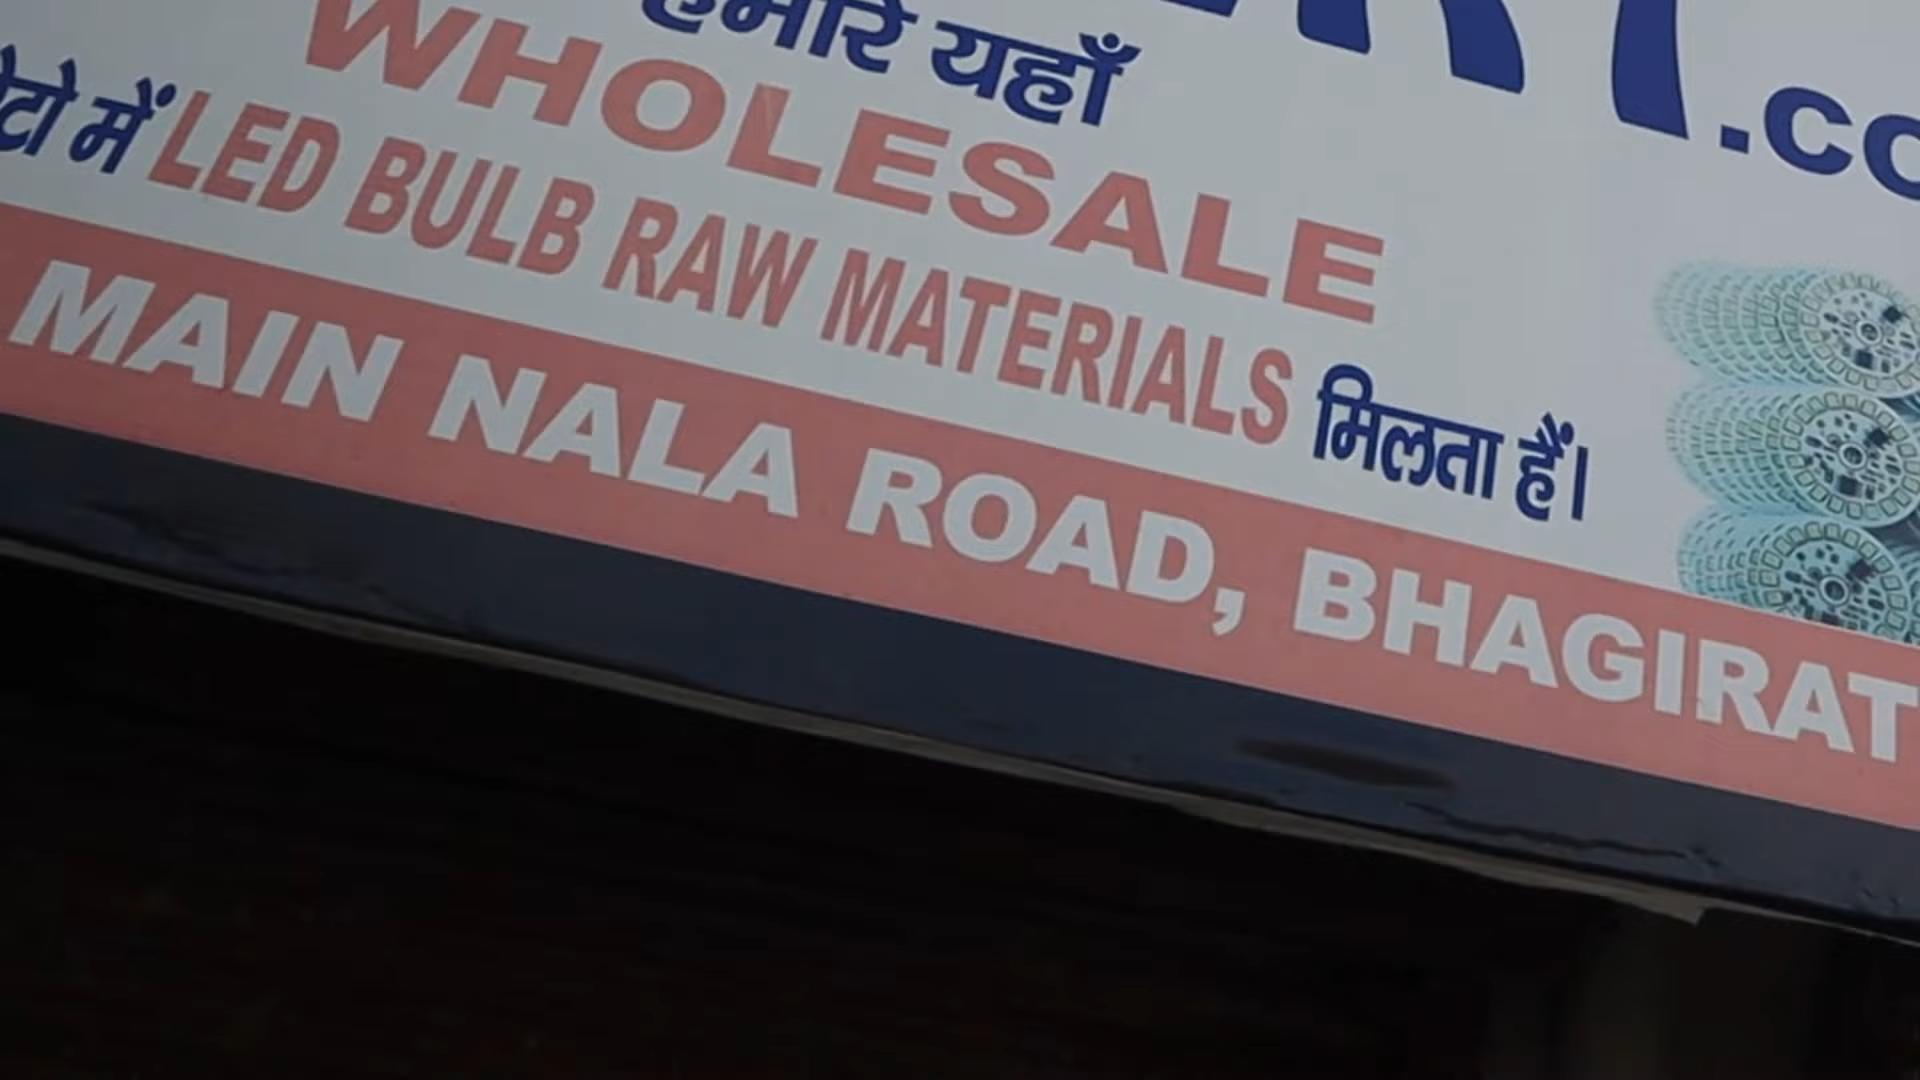 .co
हमारे यहाँ
WHOLESALE
में LED BULB RAW MATERIALS मिलता हैं।
MAIN NALA ROAD, BHAGIRAT